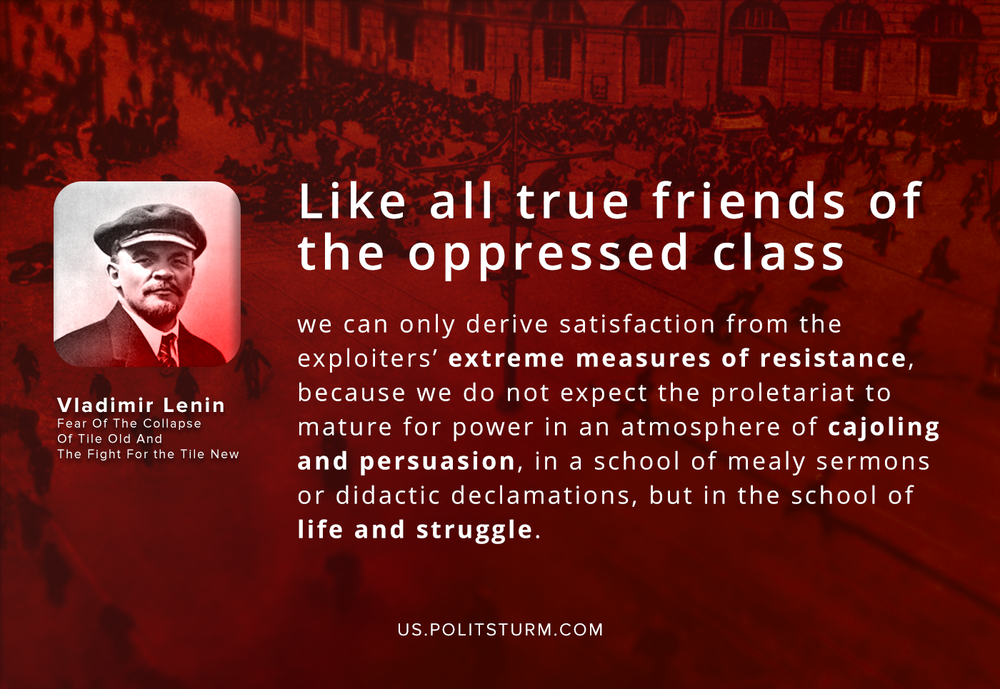 Like all true friends of
the oppressed class
we can only derive satisfaction from the
exploiters’ extreme measures of resistance,
because we do not expect the proletariat to
mature for power in an atmosphere of cajoling
and persuasion, in a school of mealy sermons
or didactic declamations, but in the school of
life and struggle.
Vladimir Lenin
Fear Of The Collapse
Of Tile Old And
The Fight For the Tile New
US.POLITSTURM.COM